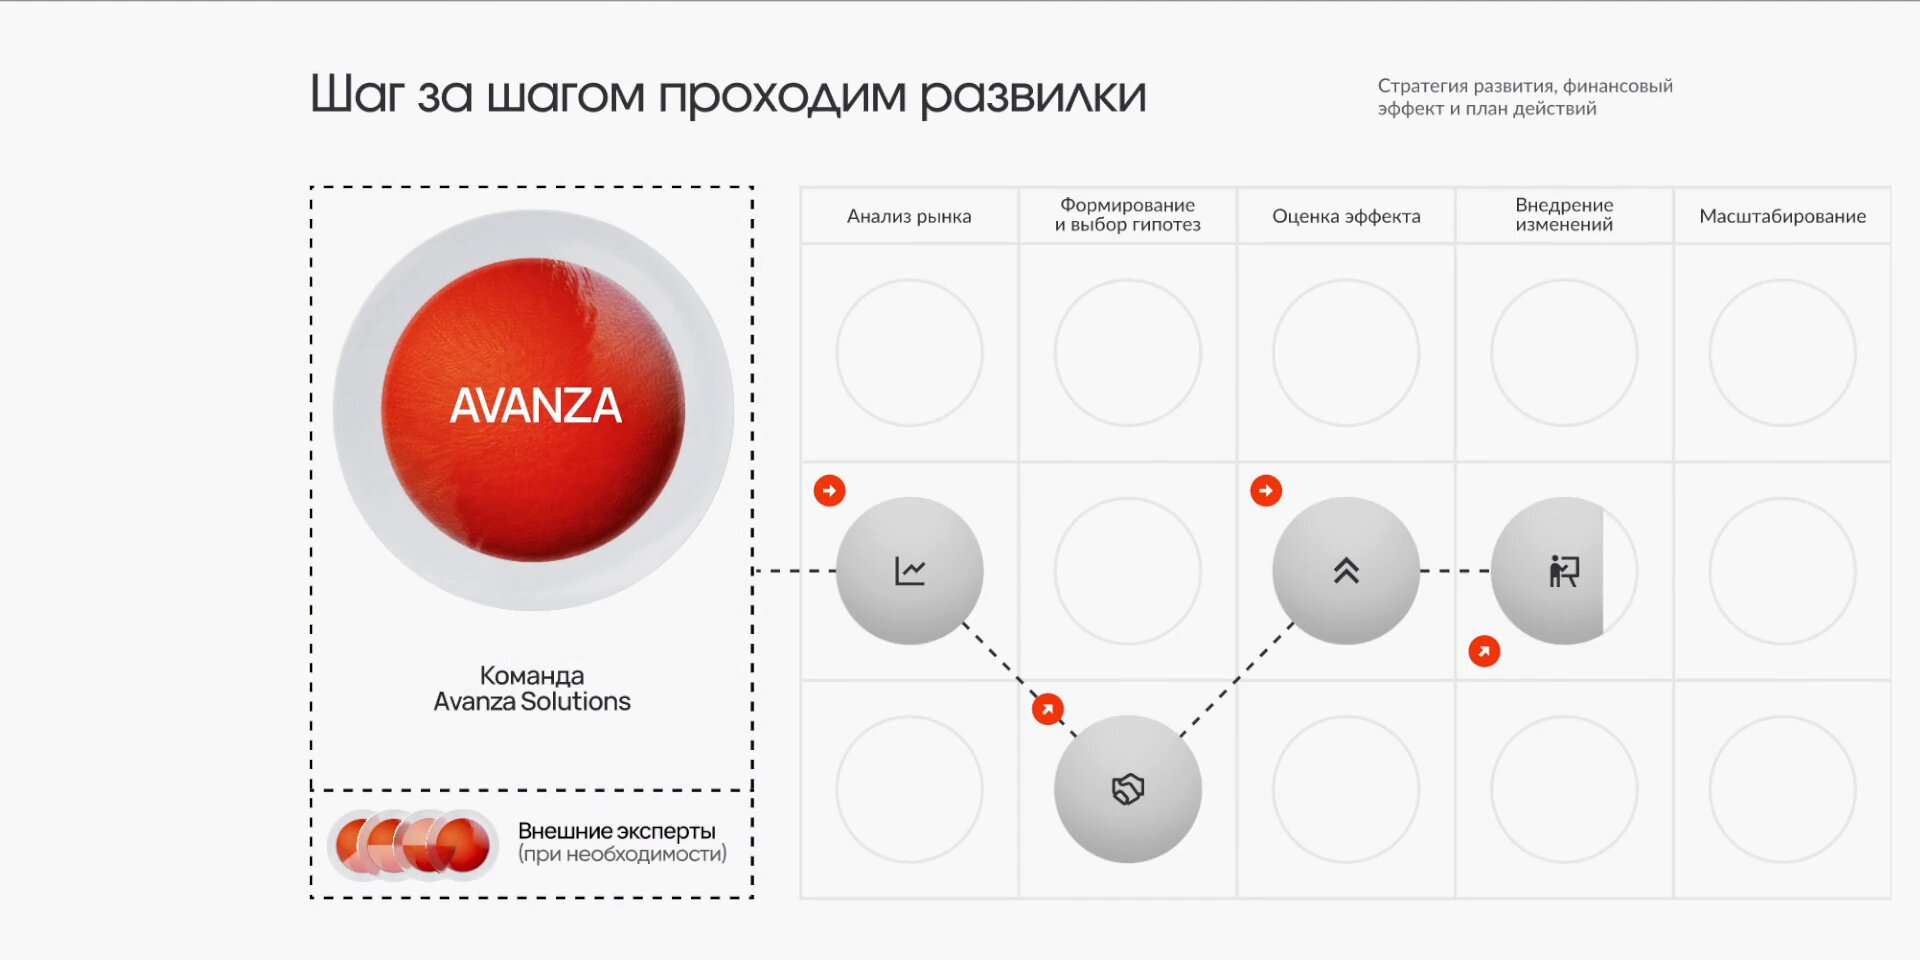 Шаг за шагом проходим развилки
Стратегия развития, финансовый
эффект и план действий
AVANZA
Команда
Avanza Solutions
Внешние эксперты
(при необходимости)
Анализ рынка
Формирование
и выбор гипотез
Оценка эффекта
Внедрение
изменений
Масштабирование